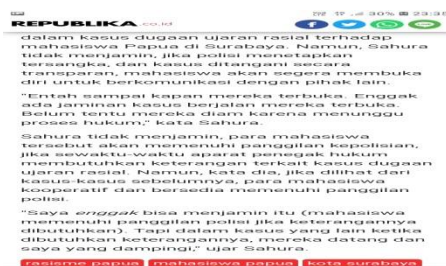 30% 23:35
REPUBLIKA.co.id
dalam kasus dugaan ujaran rasial terhadap
mahasiswa Papua di Surabaya. Namun, Sahura
tidak menjamin, jika polisi menetapkan
tersangka, dan kasus ditangani secara
transparan, mahasiswa akan segera membuka
diri untuk berkomunikasi dengan pihak lain.
"Entah sampai kapan mereka terbuka. Enggak
ada jaminan kasus berjalan mereka terbuka.
Belum tentu mereka diam karena menunggu
proses hukum," kata Sahura.
Sahura tidak menjamin, para mahasiswa
tersebut akan memenuhi panggilan kepolisian,
jika sewaktu-waktu aparat penegak hukum
membutuhkan keterangan terkait kasus dugaan
ujaran rasial. Namun, kata dia, jika dilihat dari
kasus-kasus sebelumnya, para mahasiswa
kooperatif dan bersedia memenuhi panggilan
polisi.
"Saya enggak bisa menjamin itu (mahasiswa
memenuhi panggilan polisi jika keterangannya
dibutuhkan). Tapi dalam kasus yang lain ketika
dibutuhkan keterangannya, mereka datang dan
saya yang dampingi," ujar Sahura.
rasisme papua mahasiswa papua kota surabaya